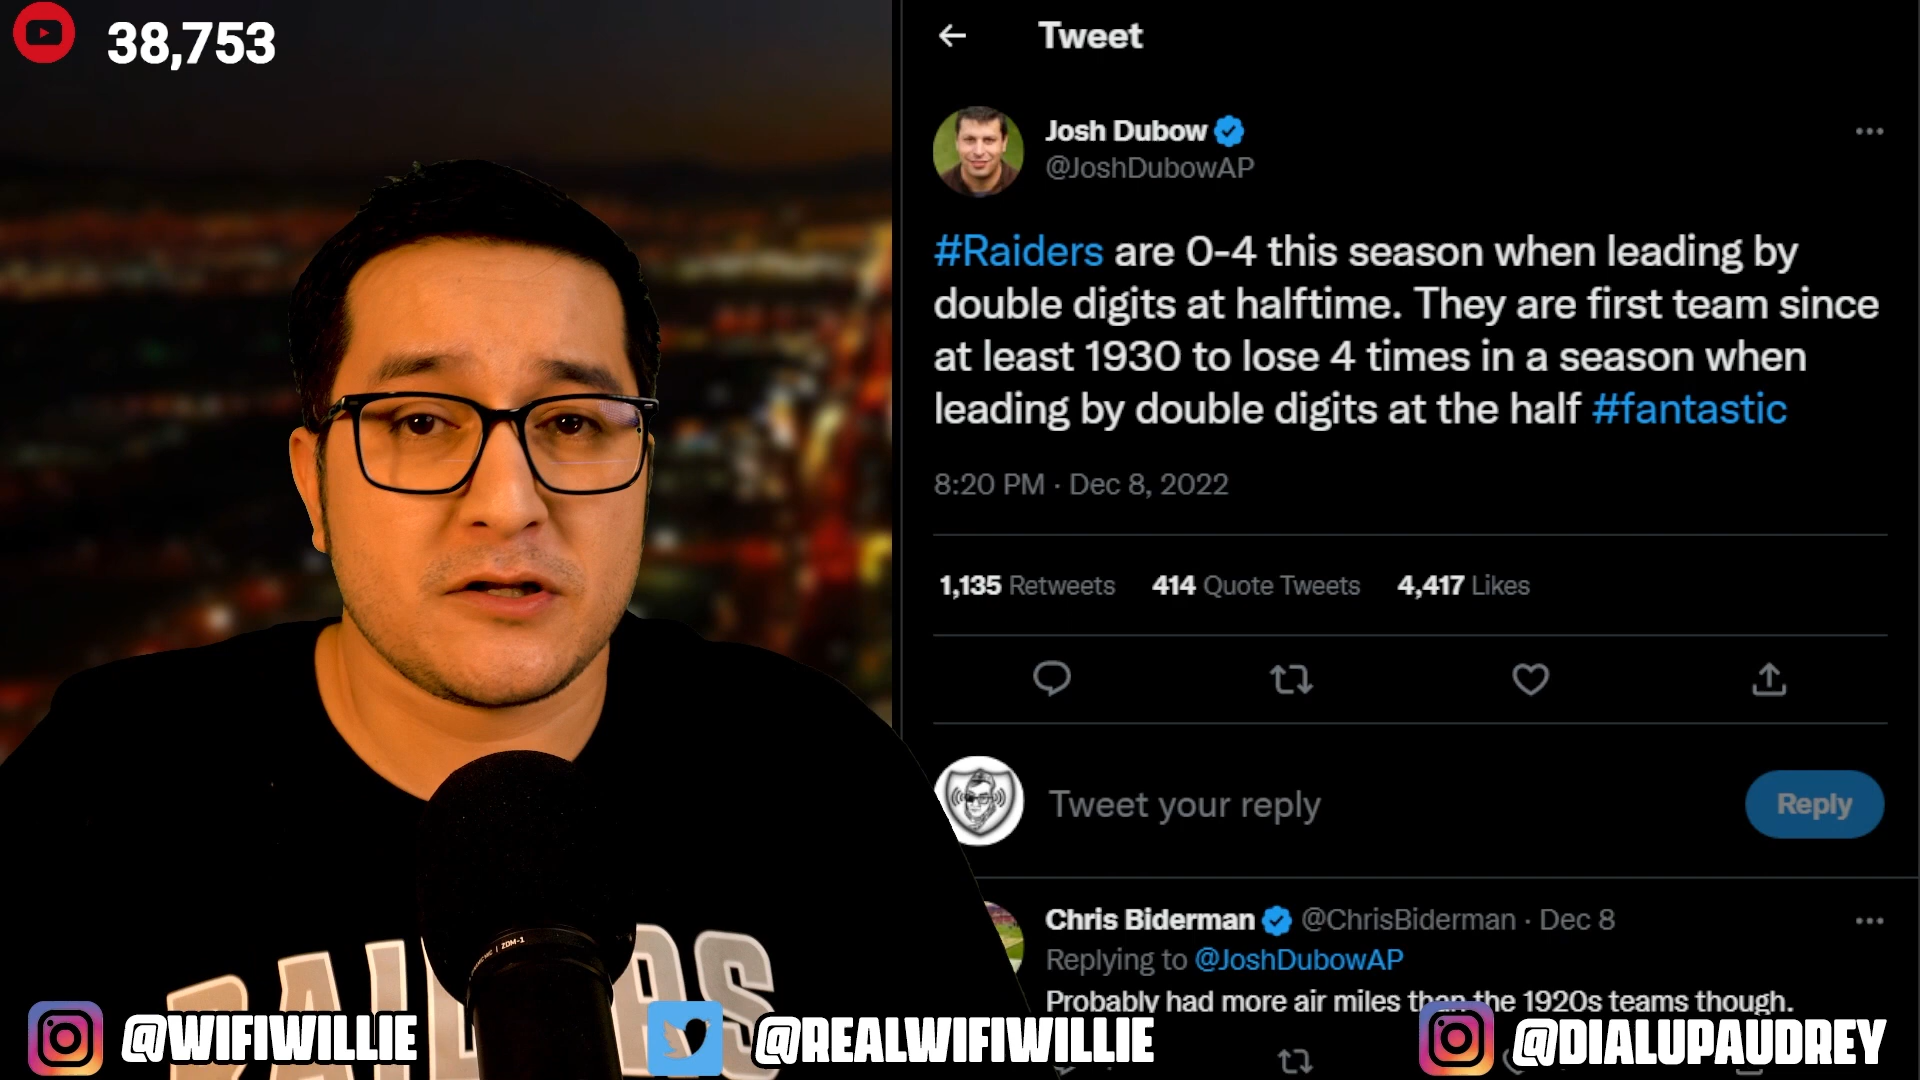 38,753
Tweet
Josh Dubow
@JoshDubowAP
#Raiders are 0-4 this season when leading by
double digits at halftime. They are first team since
at least 1930 to lose 4 times in a season when
leading by double digits at the half #fantastic
8:20 PM · Dec 8, 2022
1,135 Retweets 414 Quote Tweets 4,417 Likes
Tweet your reply
Reply
Chris Biderman @ChrisBiderman · Dec 8
Replying to @JoshDubowAP
Probably had more air miles than the 1920s teams though.
ZDM-1
RAIDERS
@WIFIWILLIE
@REALWIFIWILLIE
@DIALUPAUDREY